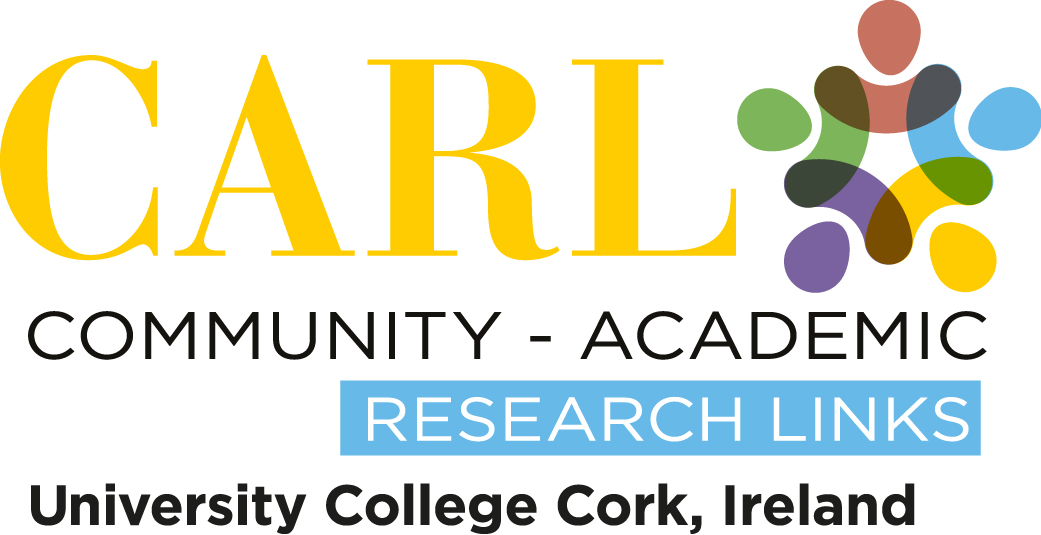 CARL
COMMUNITY - ACADEMIC
RESEARCH LINKS
University College Cork, Ireland